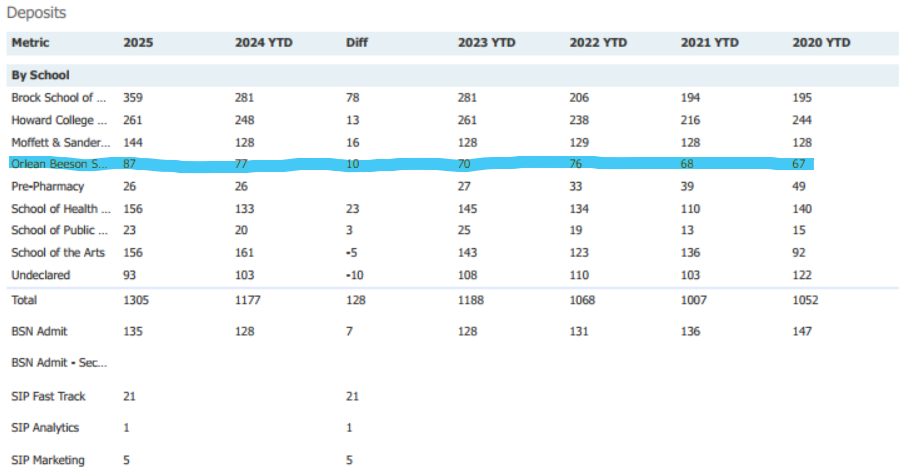 Deposits
Metric 2025 2024 YTD Diff 2023 YTD 2022 YTD 2021 YTD 2020 YTD
By School
Brock School of ... 359 281 78 281 206 194 195
Howard College ... 261 248 13 261 238 216 244
Moffett & Sander... 144 128 16 128 129 128 128
Orlean Beeson S... 87 77 10 70 76 68 67
Pre-Pharmacy 26 26 27 33 39 49
School of Health ... 156 133 23 145 134 110 140
School of Public ... 23 20 3 25 19 13 15
School of the Arts 156 161 -5 143 123 136 92
Undeclared 93 103 -10 108 110 103 122
Total 1305 1177 128 1188 1068 1007 1052
BSN Admit 135 128 7 128 131 136 147
BSN Admit - Sec...
SIP Fast Track 21 21
SIP Analytics 1 1
SIP Marketing 5 5